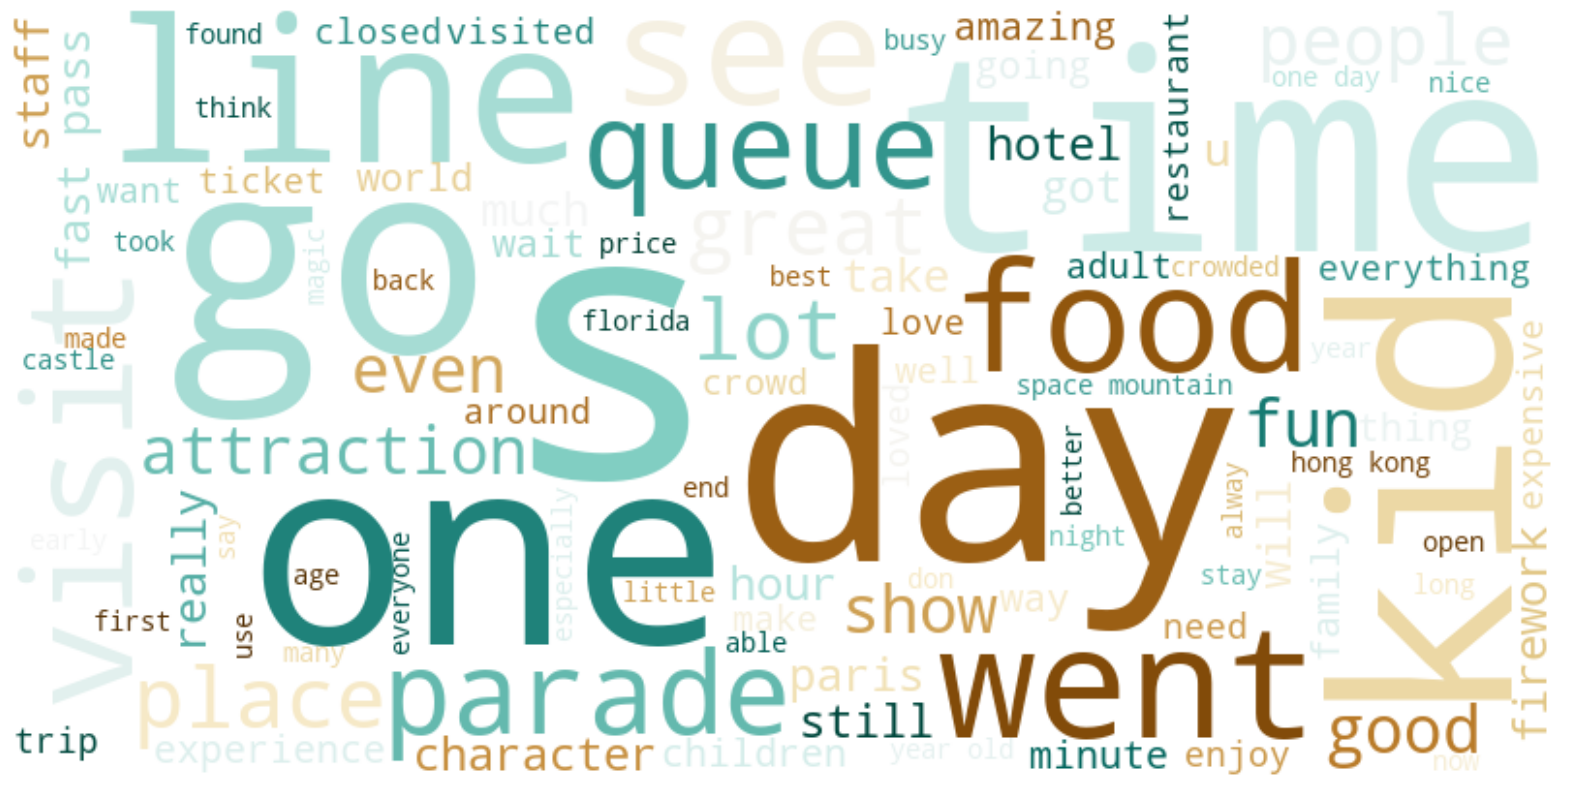 staff
fast pass
found
closed
visited
line
think
see
busy
amazing
going
restaurant
people
one day
nice
time
queue
hotel
u
got
want
ticket
world
much
great
go
took
magic
wait
price
back
best
take
adult
crowded
everything
food
s
florida
lot
love
made
castle
visit
even
crowd
well
space mountain
year
kid
expensive
around
day
loved
fun
thing
attraction
better
hong kong
end
alway
will
one
really
say
early
age
everyone
especially
little
hour
don
night
stay
open
long
family
firework
first
use
many
make
able
show
way
need
place
parade
paris
went
trip
experience
character
children
still
year old
minute
enjoy
good
now